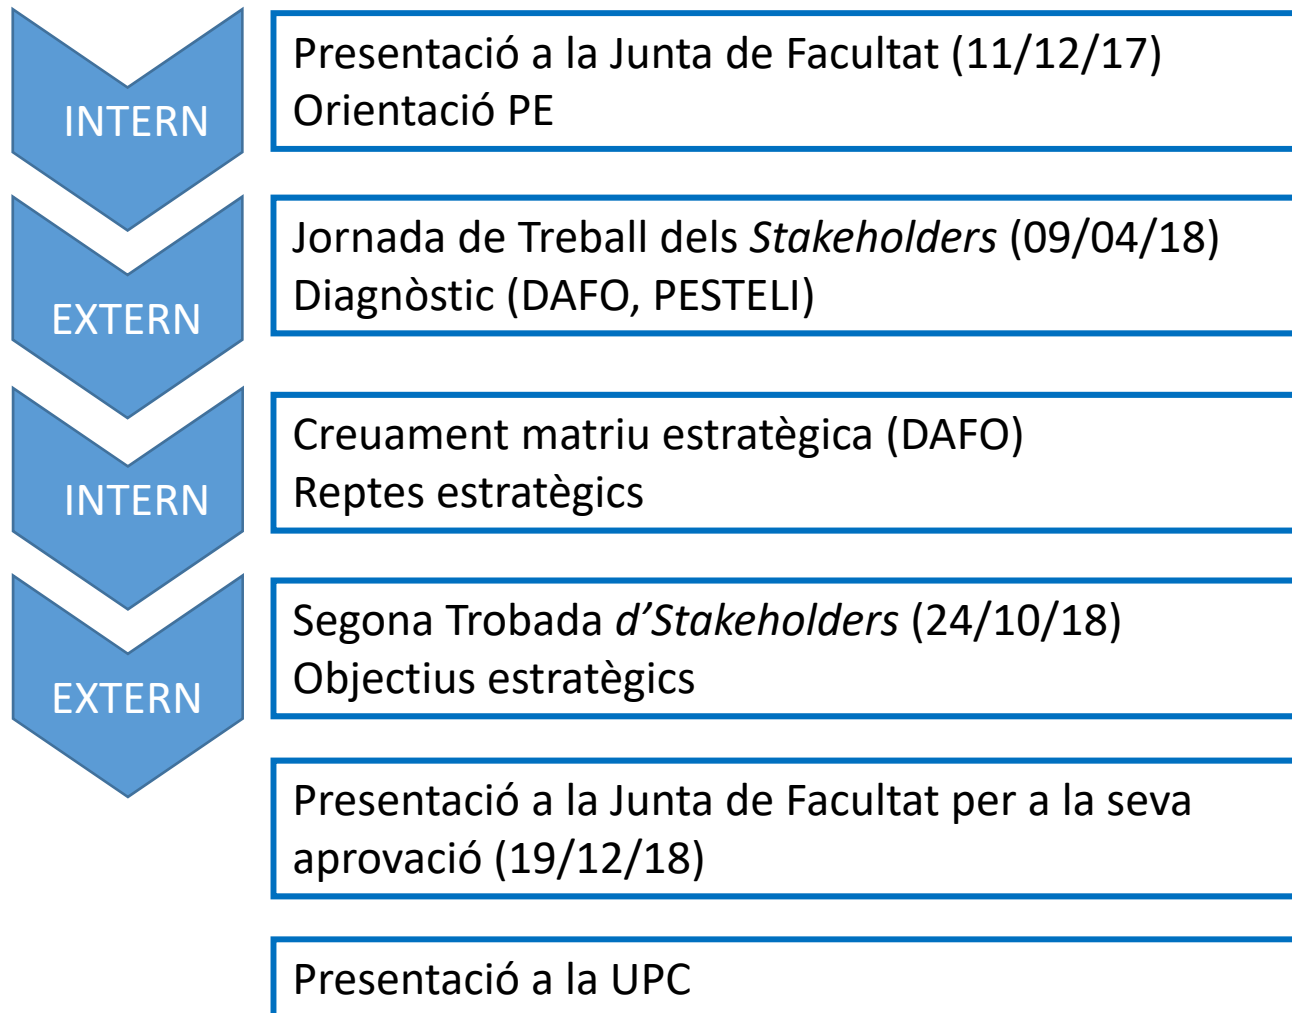 INTERN
Presentació a la Junta de Facultat (11/12/17)
Orientació PE
EXTERN
Jornada de Treball dels Stakeholders (09/04/18)
Diagnòstic (DAFO, PESTELI)
INTERN
Creuament matriu estratègica (DAFO)
Reptes estratègics
EXTERN
Segona Trobada d’Stakeholders (24/10/18)
Objectius estratègics
Presentació a la Junta de Facultat per a la seva
aprovació (19/12/18)
Presentació a la UPC